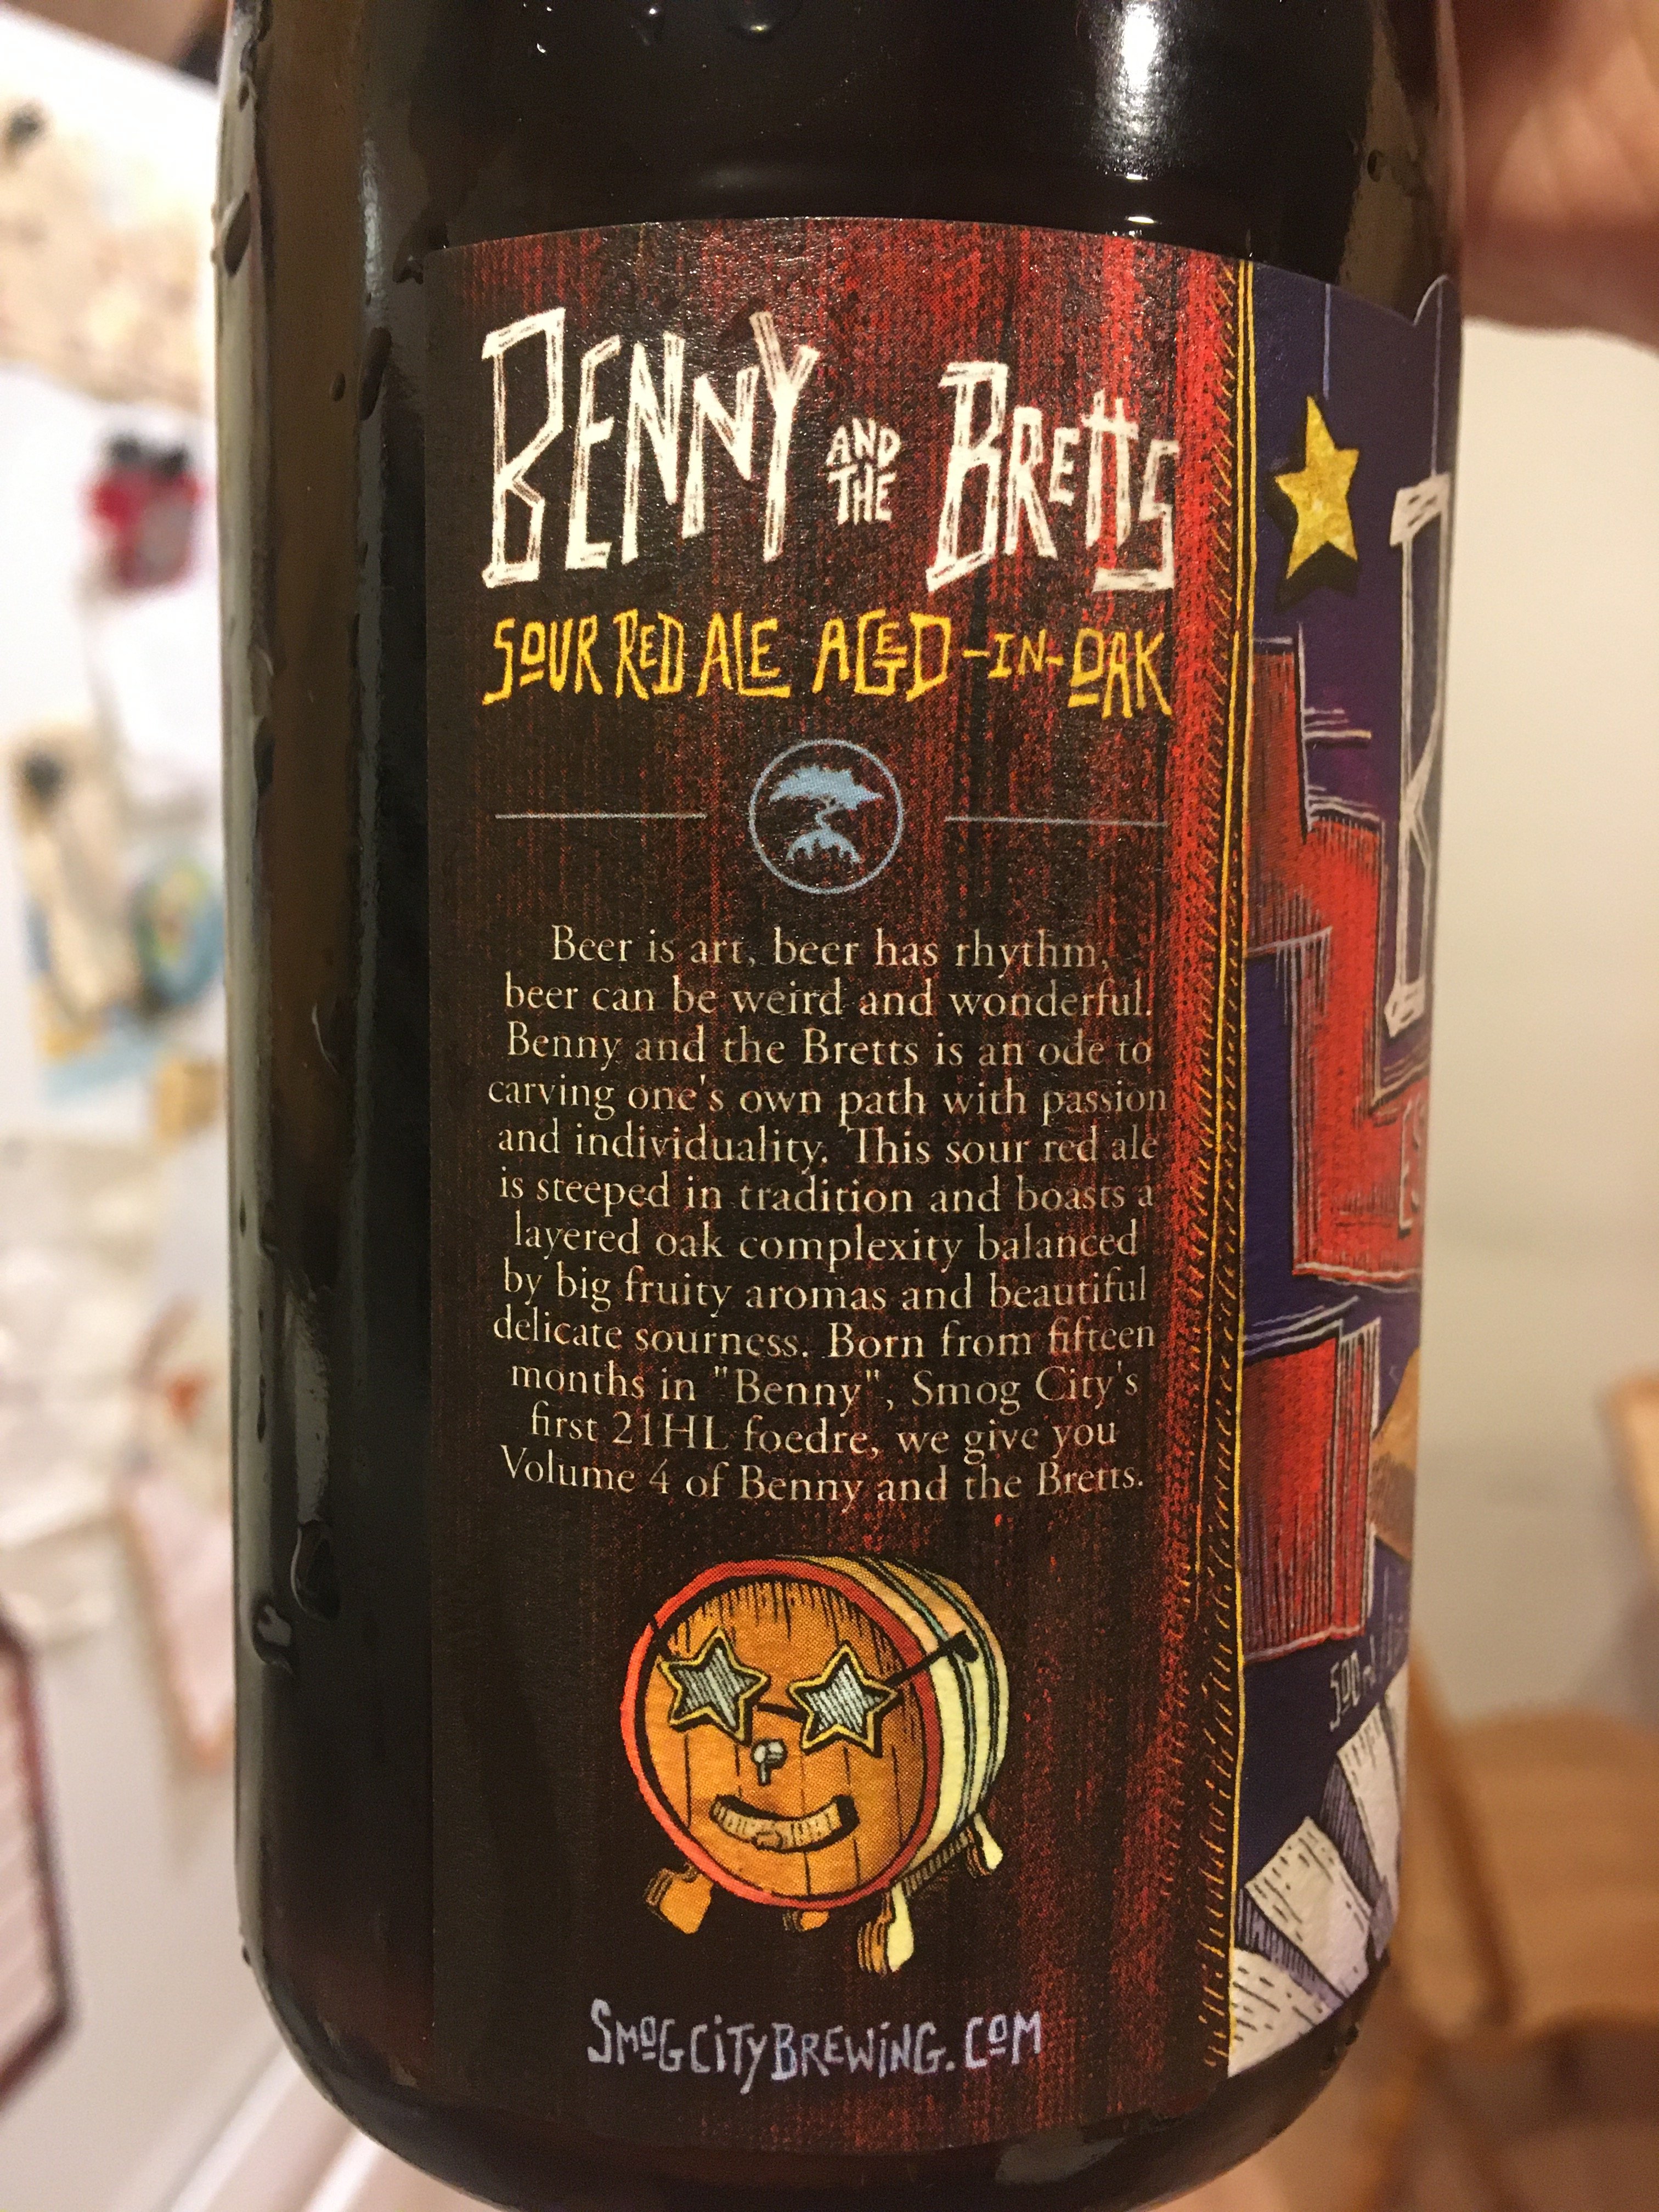 BENNY AND THE BRETTS
SOUR RED ALE AGED-IN-OAK
Beer is art, beer has rhythm,
beer can be weird and wonderful.
Benny and the Bretts is an ode to
carving one's own path with passion
and individuality. This sour red ale
is steeped in tradition and boasts a
layered oak complexity balanced
by big fruity aromas and beautiful
delicate sourness. Born from fifteen
months in "Benny", Smog City's
first 21HL foedre, we give you
Volume 4 of Benny and the Bretts.
SMOGCITYBREWING.COM
500ml